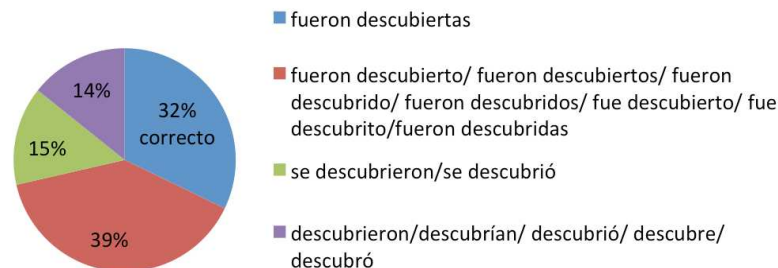 32%
correcto
39%
15%
14%
fueron descubiertas
fueron descubierto/ fueron descubiertos/ fueron
descubrido/ fueron descubridos/ fue descubierto/ fue
descubrito/fueron descubridas
se descubrieron/se descubrió
descubrieron/descubrían/ descubrió/ descubre/
descubró